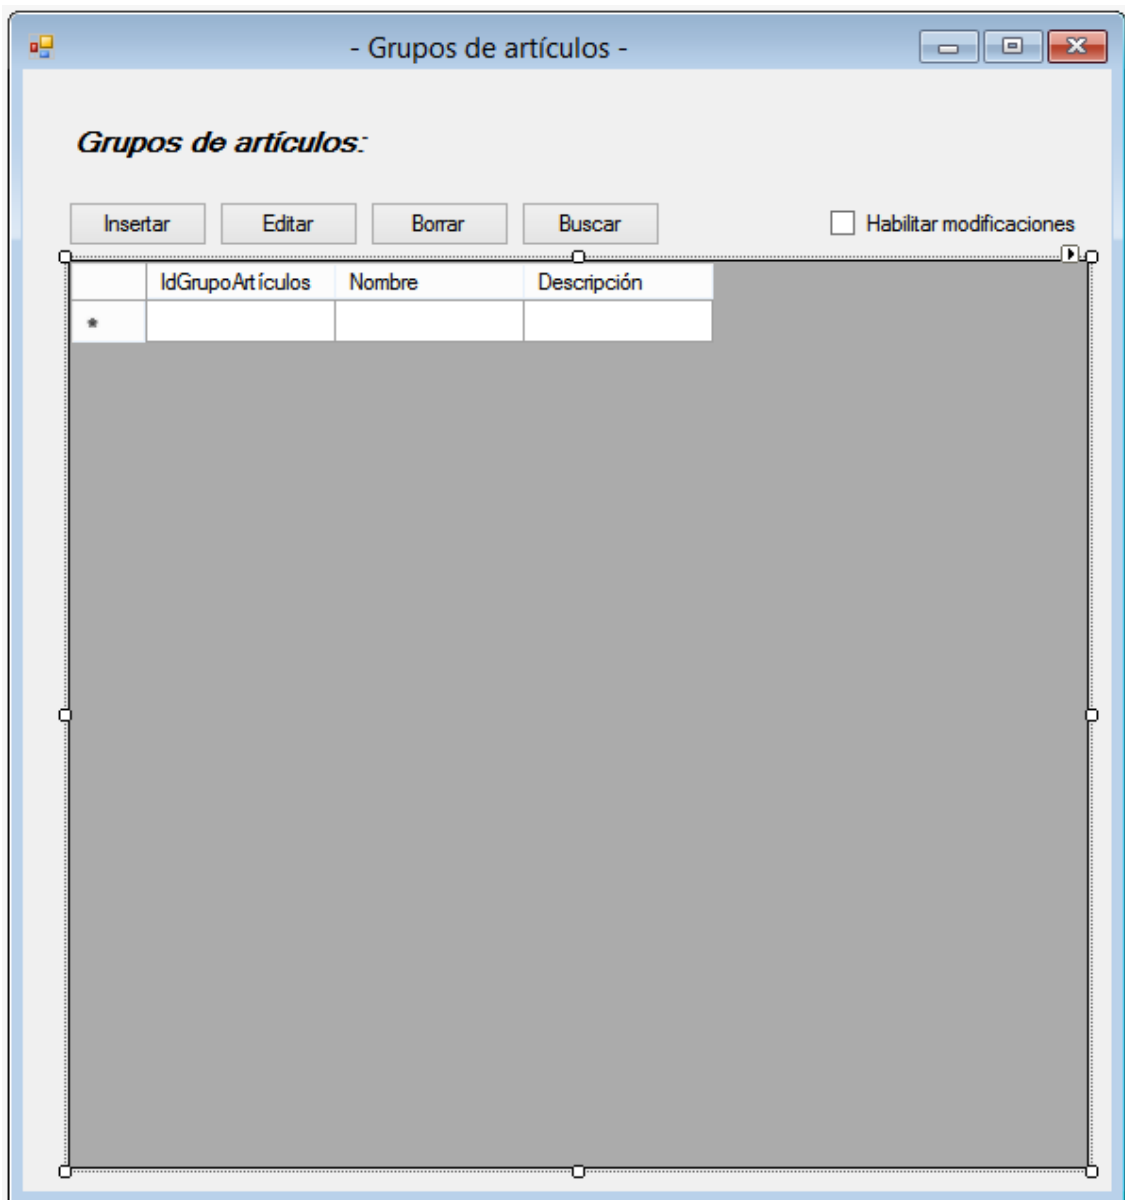 - Grupos de artículos -
Grupos de artículos:
Insertar Editar Borrar Buscar Habilitar modificaciones
IdGrupoArtículos Nombre Descripción
*